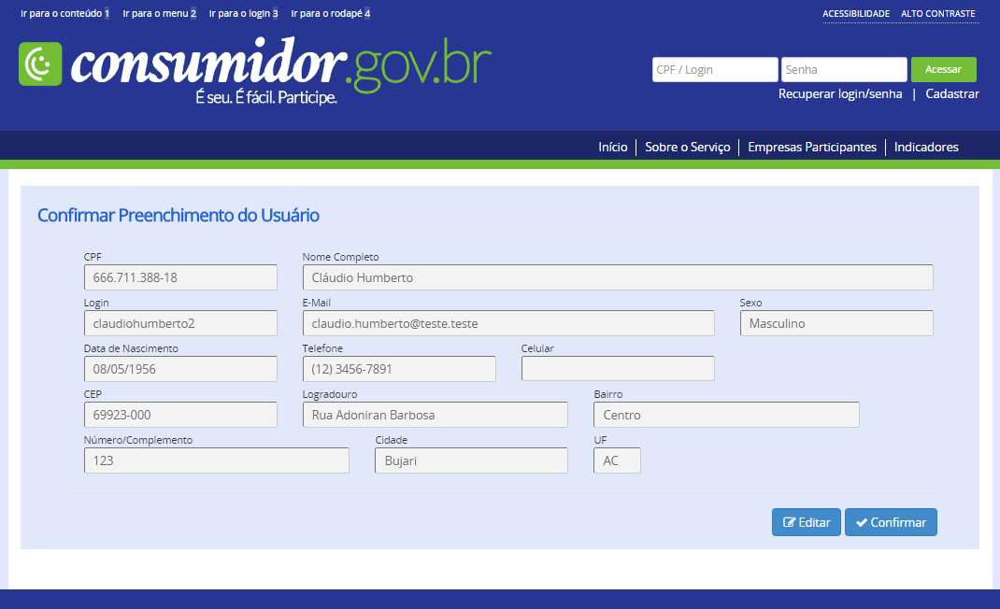 Ir para o conteúdo 1 Ir para o menu 2 Ir para o login 3 Ir para o rodapé 4 ACESSIBILIDADE ALTO CONTRASTE
consumidor.gov.br
É seu. É fácil. Participe.
CPF / Login Senha Acessar
Recuperar login/senha | Cadastrar
Início | Sobre o Serviço | Empresas Participantes | Indicadores
Confirmar Preenchimento do Usuário
CPF Nome Completo
666.711.388-18 Cláudio Humberto
Login E-Mail Sexo
claudiohumberto2 claudio.humberto@teste.teste Masculino
Data de Nascimento Telefone Celular
08/05/1956 (12) 3456-7891
CEP Logradouro Bairro
69923-000 Rua Adoniran Barbosa Centro
Número/Complemento Cidade UF
123 Bujari AC
Editar Confirmar